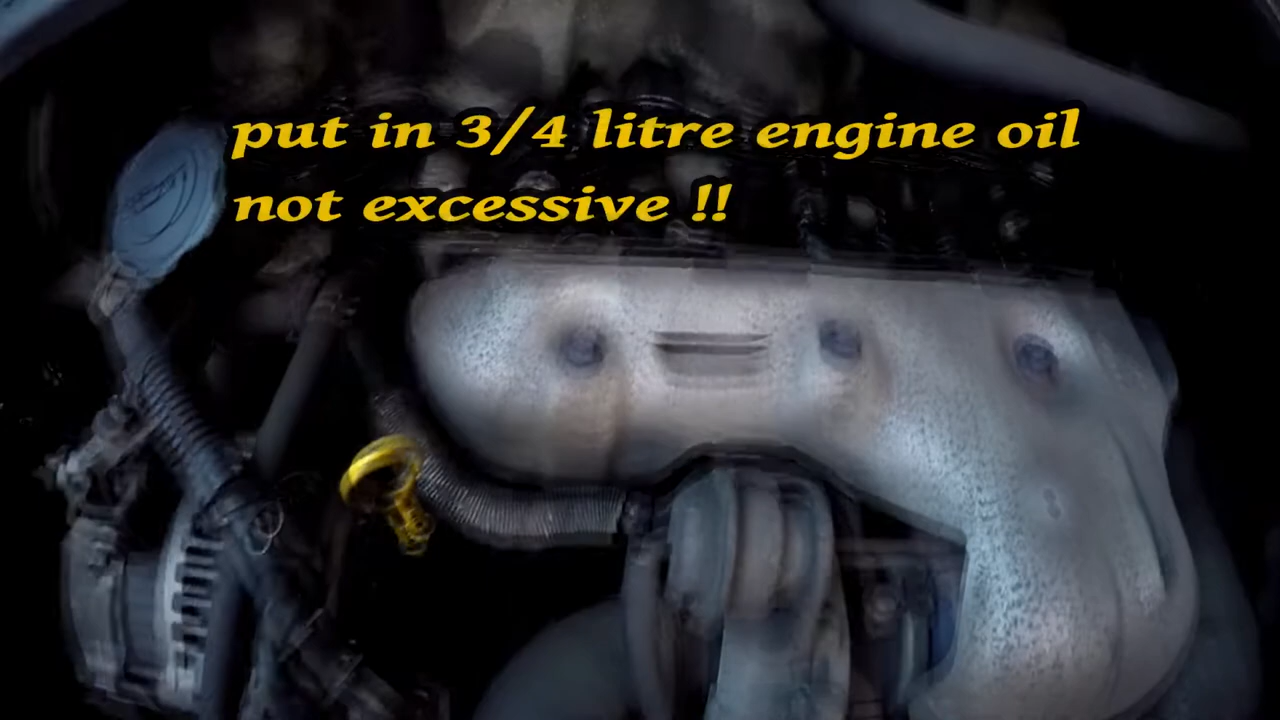 put in 3/4 litre engine oil
not excessive !!